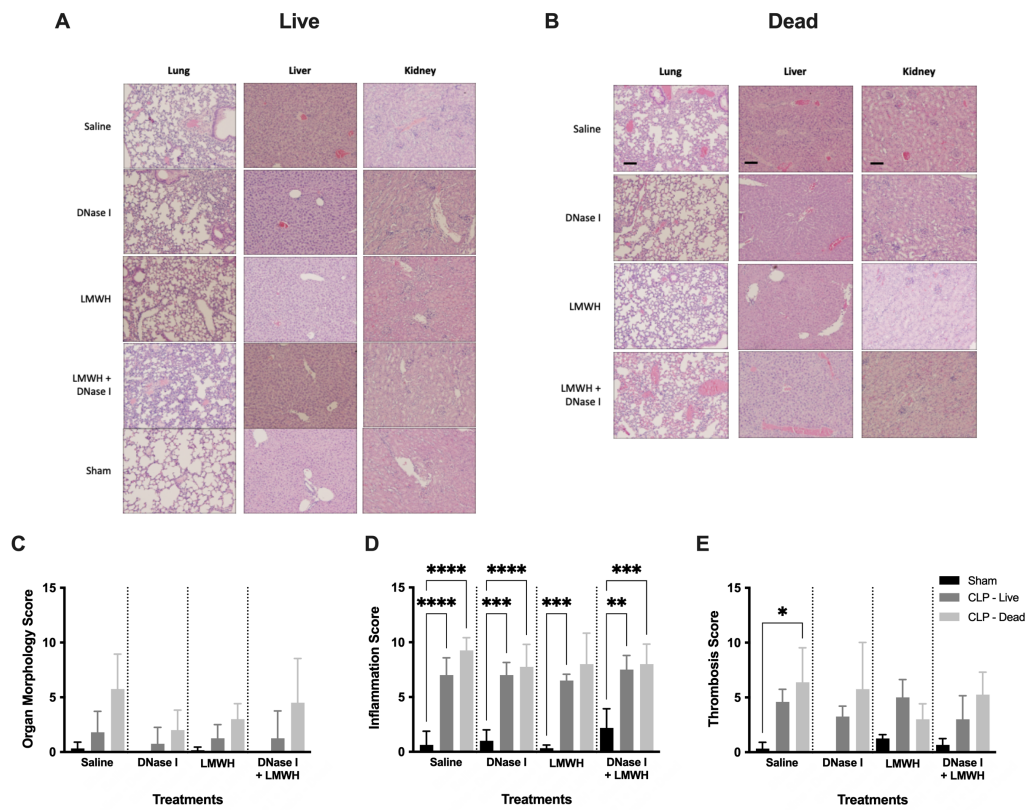 A
Live
Lung
Liver
Kidney
Saline
DNase I
LMWH
LMWH +
DNase I
Sham
B
Dead
Lung
Liver
Kidney
Saline
DNase I
LMWH
LMWH +
DNase I
C
Organ Morphology Score
15
10
5
0
Saline
DNase I
LMWH
DNase I
+ LMWH
Treatments
D
Inflammation Score
15
10
5
0
****
****
****
***
***
***
**
Saline
DNase I
LMWH
DNase I
+ LMWH
Treatments
E
Thrombosis Score
15
10
5
0
*
Saline
DNase I
LMWH
DNase I
+ LMWH
Treatments
Sham
CLP - Live
CLP - Dead